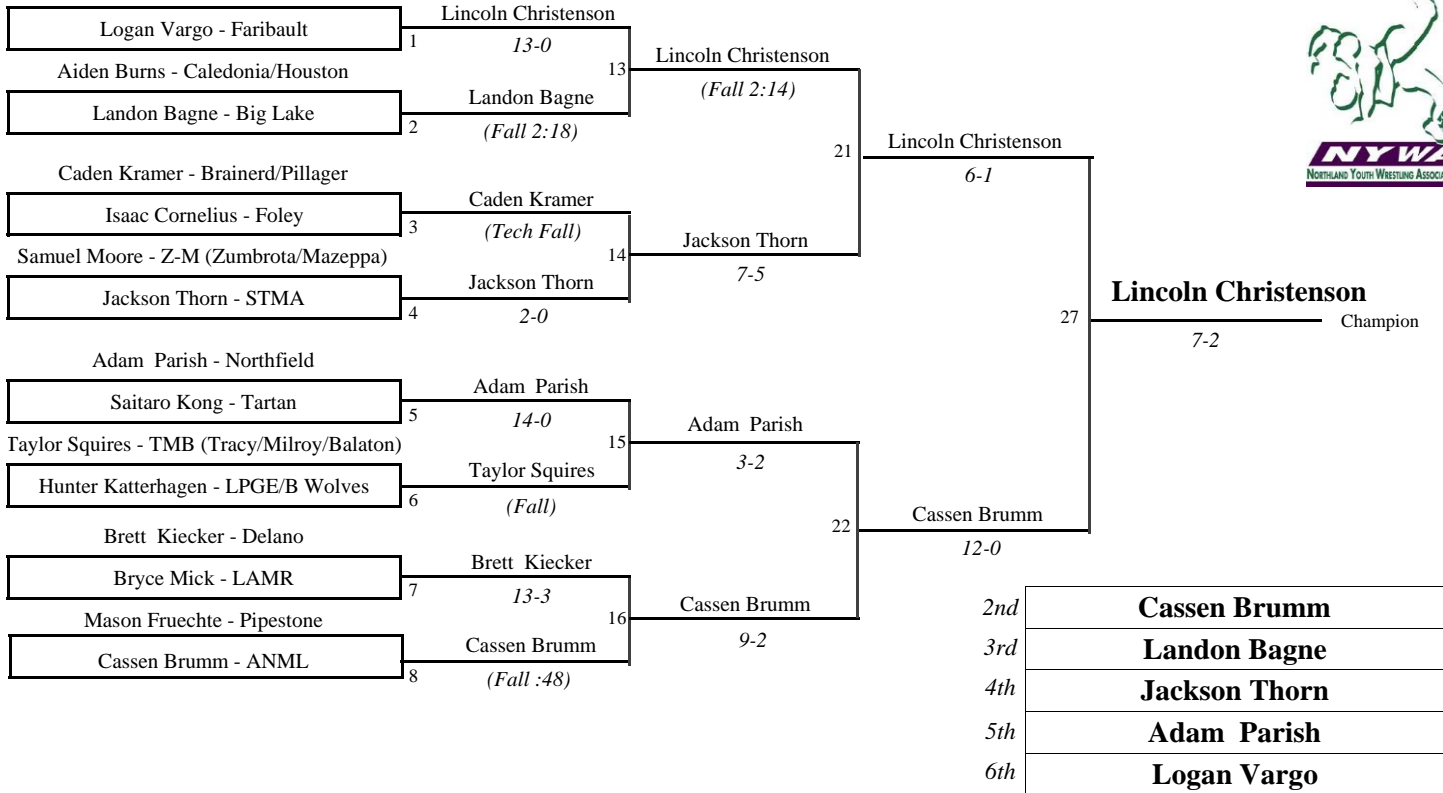 Lincoln Christenson
Logan Vargo - Faribault
1
13-0
13
Lincoln Christenson
(Fall 2:14)
Aiden Burns - Caledonia/Houston
Landon Bagne - Big Lake
2
Landon Bagne
(Fall 2:18)
21
Lincoln Christenson
6-1
Caden Kramer - Brainerd/Pillager
Isaac Cornelius - Foley
3
Caden Kramer
(Tech Fall)
14
Jackson Thorn
7-5
Samuel Moore - Z-M (Zumbrota/Mazeppa)
Jackson Thorn - STMA
4
Jackson Thorn
2-0
27
Lincoln Christenson
Champion
7-2
Adam Parish - Northfield
Saitaro Kong - Tartan
5
Adam Parish
14-0
15
Adam Parish
3-2
Taylor Squires - TMB (Tracy/Milroy/Balaton)
Hunter Katterhagen - LPGE/B Wolves
6
Taylor Squires
(Fall)
22
Cassen Brumm
12-0
Brett Kiecker - Delano
Bryce Mick - LAMR
7
Brett Kiecker
13-3
16
Cassen Brumm
9-2
Mason Fruechte - Pipestone
Cassen Brumm - ANML
8
Cassen Brumm
(Fall :48)
NYWA
NORTHLAND YOUTH WRESTLING
2nd Cassen Brumm
3rd Landon Bagne
4th Jackson Thorn
5th Adam Parish
6th Logan Vargo